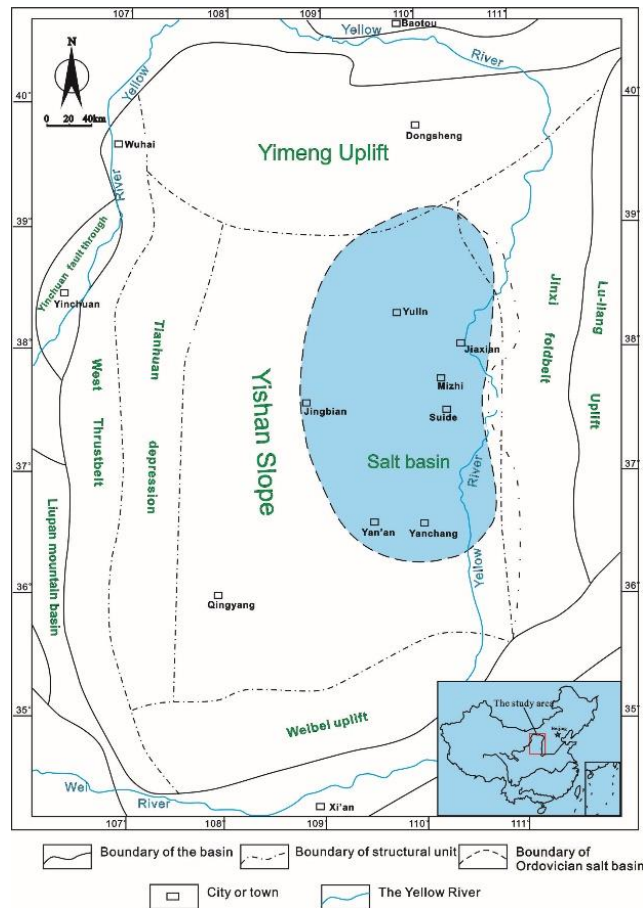 107°
108°
109°
110°
111°
Baotou
Yellow
River
N
0 20 40km
Yellow
River
40°
40°
Wuhai
Dongsheng
Yimeng Uplift
39°
39°
Yinchuan fault through
Yinchuan
Yulin
Jiaxian
38°
38°
Tianhuan
depression
West
Thrustbelt
Yishan Slope
Jinxi
foldbelt
Lu-liang
Uplift
Mizhi
Jingbian
Suide
Salt basin
River
Yellow
37°
37°
Yan'an
Yanchang
Liupan mountain basin
36°
36°
Qingyang
35°
35°
Weibei uplift
The study area
Wei
River
Xi'an
107°
108°
109°
110°
111°
Boundary of the basin
Boundary of structural unit
Boundary of
Ordovician salt basin
City or town
The Yellow River